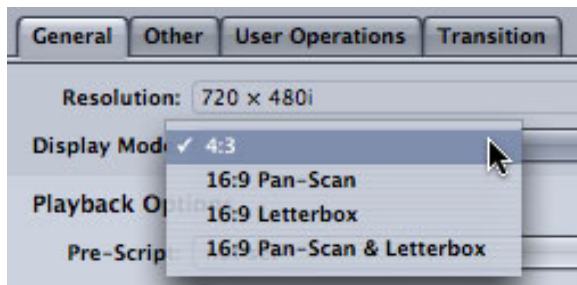 General Other User Operations Transition
Resolution: 720 × 480i
Display Mod ✓ 4:3
16:9 Pan-Scan
Playback Op
16:9 Letterbox
16:9 Pan-Scan & Letterbox
Pre-Scrip